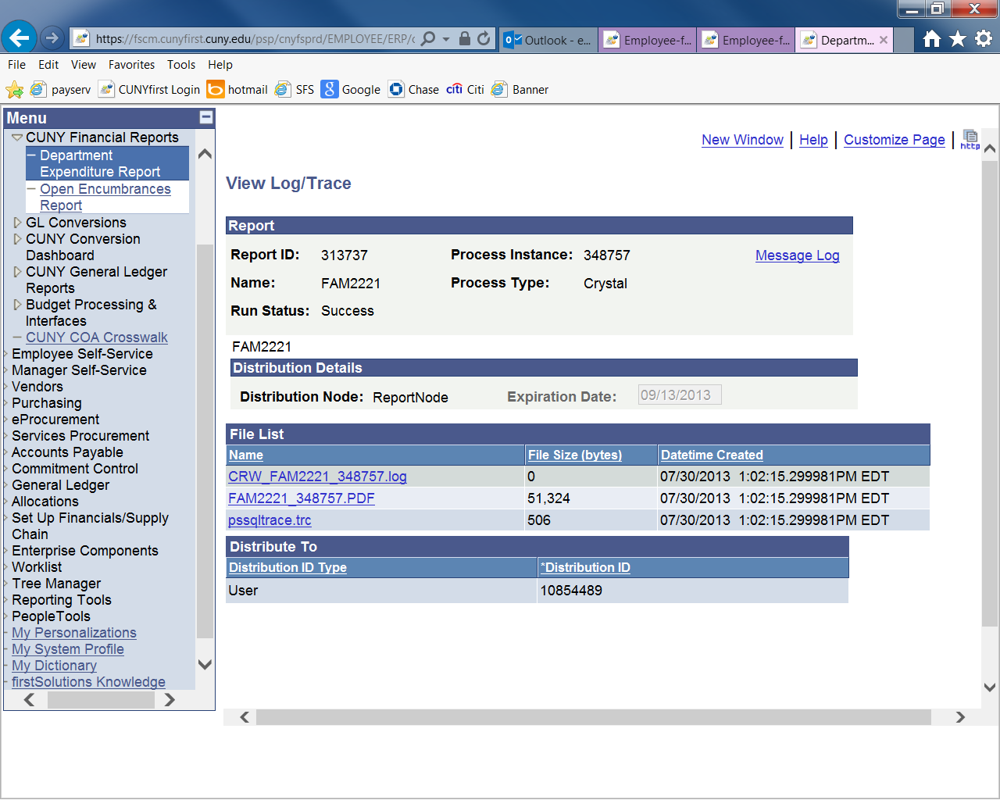 https://fscm.cunyfirst.cuny.edu/psp/cnyfsprd/EMPLOYEE/ERP/
Outlook - e...
Employee-f...
Employee-f...
Departm...
File Edit View Favorites Tools Help
payserv CUNYfirst Login hotmail SFS Google Chase citi Citi Banner
Menu
CUNY Financial Reports
Department
Expenditure Report
Open Encumbrances
Report
GL Conversions
CUNY Conversion
Dashboard
CUNY General Ledger
Reports
Budget Processing &
Interfaces
CUNY COA Crosswalk
Employee Self-Service
Manager Self-Service
Vendors
Purchasing
eProcurement
Services Procurement
Accounts Payable
Commitment Control
General Ledger
Allocations
Set Up Financials/Supply
Chain
Enterprise Components
Worklist
Tree Manager
Reporting Tools
PeopleTools
My Personalizations
My System Profile
My Dictionary
firstSolutions Knowledge
New Window | Help | Customize Page | http
View Log/Trace
Report
Report ID: 313737 Process Instance: 348757 Message Log
Name: FAM2221 Process Type: Crystal
Run Status: Success
FAM2221
Distribution Details
Distribution Node: ReportNode Expiration Date: 09/13/2013
File List
Name File Size (bytes) Datetime Created
CRW_FAM2221_348757.log 0 07/30/2013 1:02:15.299981PM EDT
FAM2221_348757.PDF 51,324 07/30/2013 1:02:15.299981PM EDT
pssqltrace.trc 506 07/30/2013 1:02:15.299981PM EDT
Distribute To
Distribution ID Type *Distribution ID
User 10854489